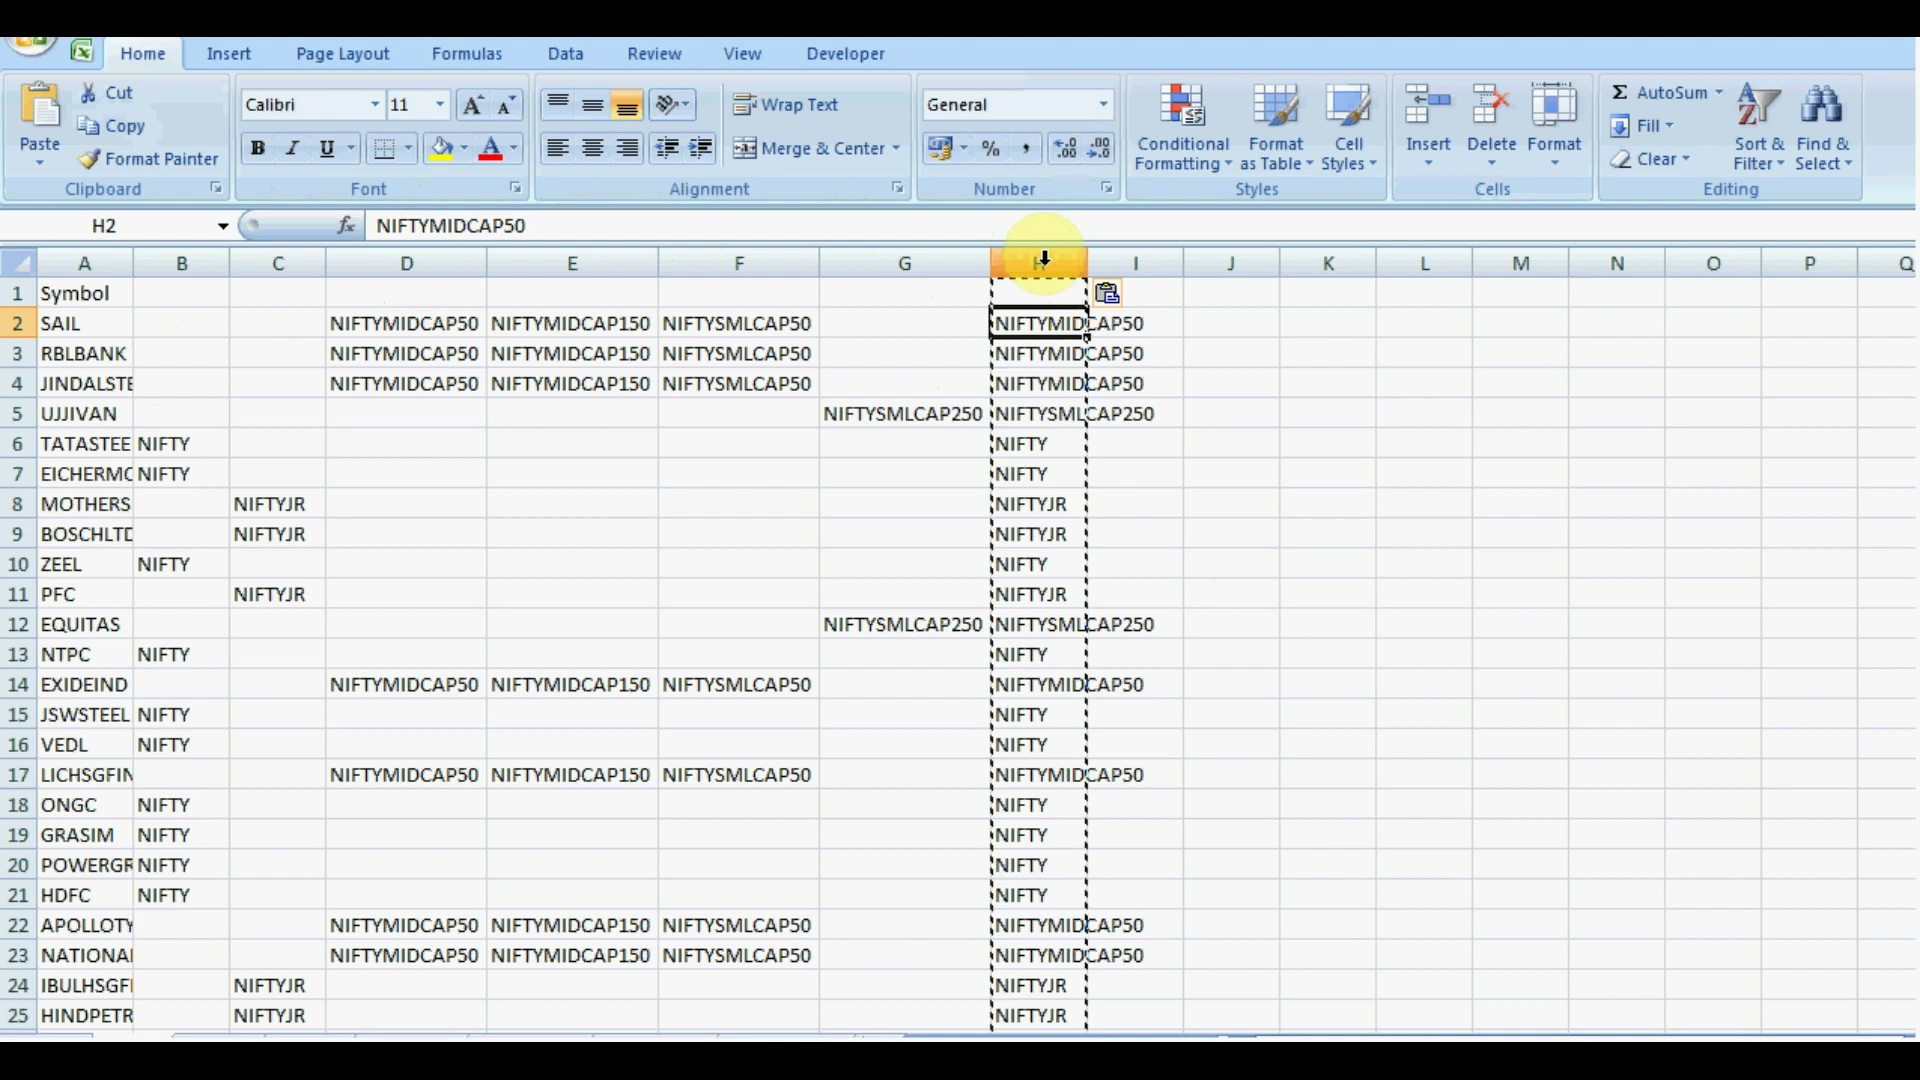 Home Insert Page Layout Formulas Data Review View Developer
Cut
Copy
Format Painter
Paste
Clipboard
Calibri 11
B I U
Font
Wrap Text
Merge & Center
Alignment
General
% ,
Number
Conditional Formatting
Format as Table
Cell Styles
Styles
Insert Delete Format
Cells
Σ AutoSum
Fill
Clear
Sort & Filter
Find & Select
Editing
H2 fx NIFTYMIDCAP50
A B C D E F G H I J K L M N O P Q
1 Symbol
2 SAIL NIFTYMIDCAP50 NIFTYMIDCAP150 NIFTYSMLCAP50 NIFTYMIDCAP50
3 RBLBANK NIFTYMIDCAP50 NIFTYMIDCAP150 NIFTYSMLCAP50 NIFTYMIDCAP50
4 JINDALSTE NIFTYMIDCAP50 NIFTYMIDCAP150 NIFTYSMLCAP50 NIFTYMIDCAP50
5 UJJIVAN NIFTYSMLCAP250 NIFTYSMLCAP250
6 TATASTEE NIFTY NIFTY
7 EICHERMO NIFTY NIFTY
8 MOTHERS NIFTYJR NIFTYJR
9 BOSCHLTD NIFTYJR NIFTYJR
10 ZEEL NIFTY NIFTY
11 PFC NIFTYJR NIFTYJR
12 EQUITAS NIFTYSMLCAP250 NIFTYSMLCAP250
13 NTPC NIFTY NIFTY
14 EXIDEIND NIFTYMIDCAP50 NIFTYMIDCAP150 NIFTYSMLCAP50 NIFTYMIDCAP50
15 JSWSTEEL NIFTY NIFTY
16 VEDL NIFTY NIFTY
17 LICHSGFIN NIFTYMIDCAP50 NIFTYMIDCAP150 NIFTYSMLCAP50 NIFTYMIDCAP50
18 ONGC NIFTY NIFTY
19 GRASIM NIFTY NIFTY
20 POWERGR NIFTY NIFTY
21 HDFC NIFTY NIFTY
22 APOLLOTY NIFTYMIDCAP50 NIFTYMIDCAP150 NIFTYSMLCAP50 NIFTYMIDCAP50
23 NATIONAL NIFTYMIDCAP50 NIFTYMIDCAP150 NIFTYSMLCAP50 NIFTYMIDCAP50
24 IBULHSGFI NIFTYJR NIFTYJR
25 HINDPETR NIFTYJR NIFTYJR